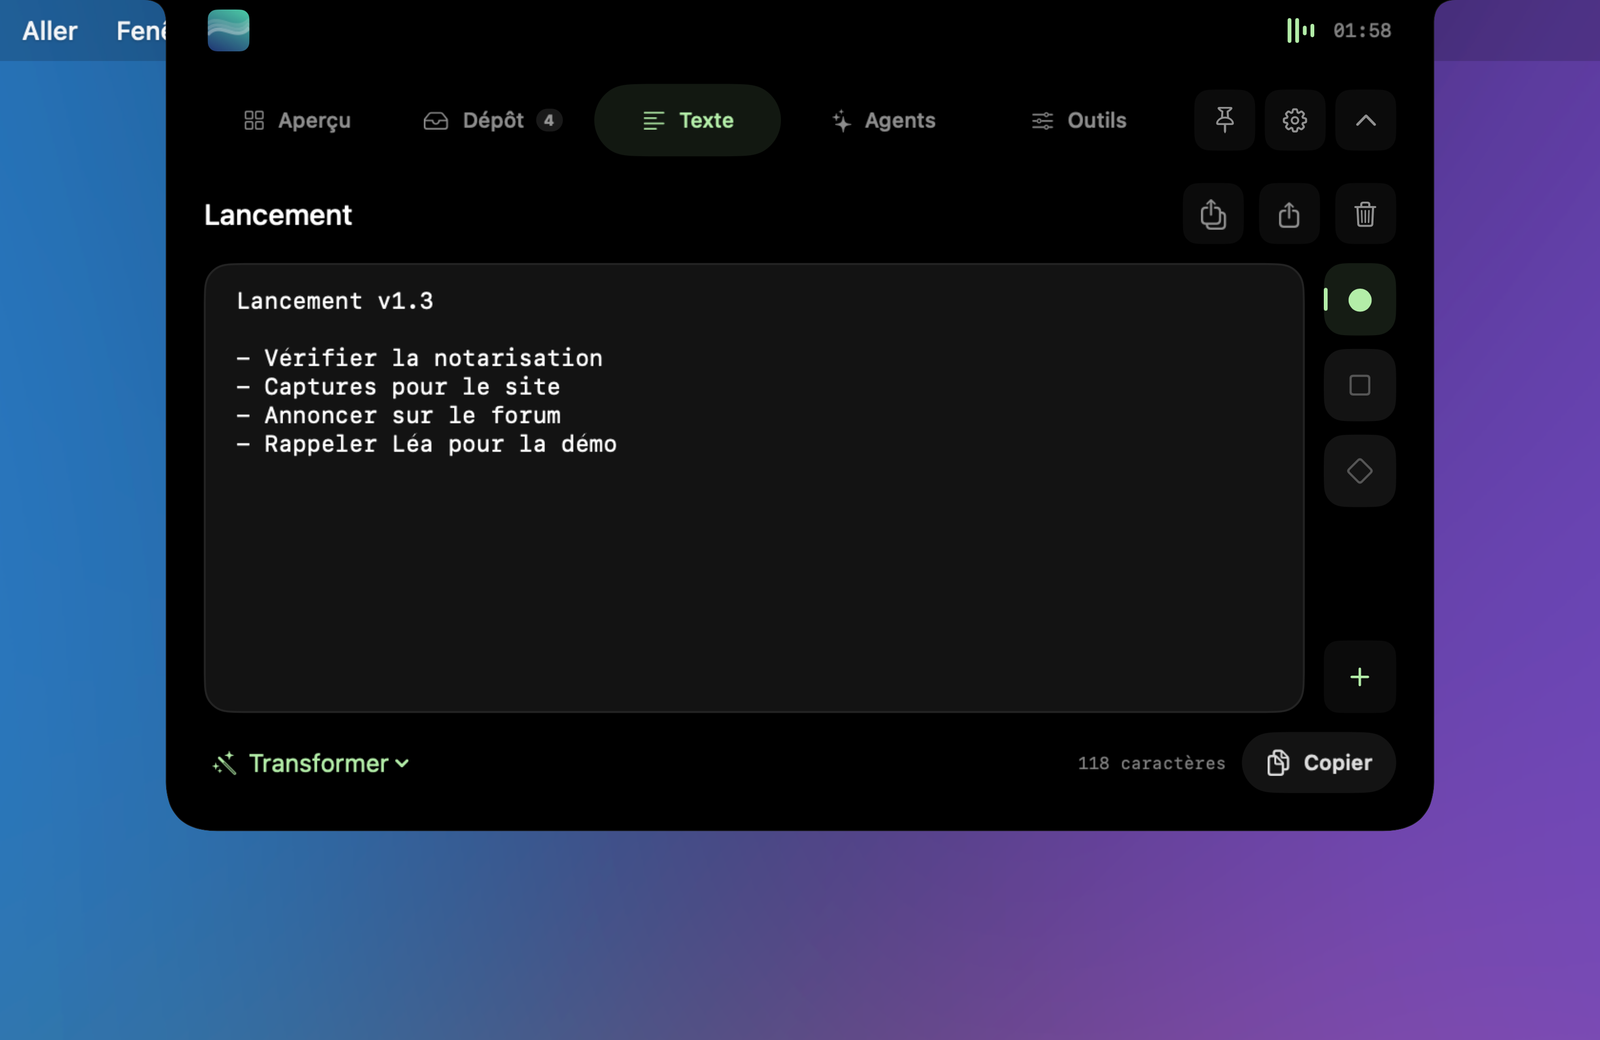 Aller Fenê
01:58
Aperçu Dépôt 4 Texte Agents Outils
Lancement
Lancement v1.3
– Vérifier la notarisation
– Captures pour le site
– Annoncer sur le forum
– Rappeler Léa pour la démo
Transformer 118 caractères Copier